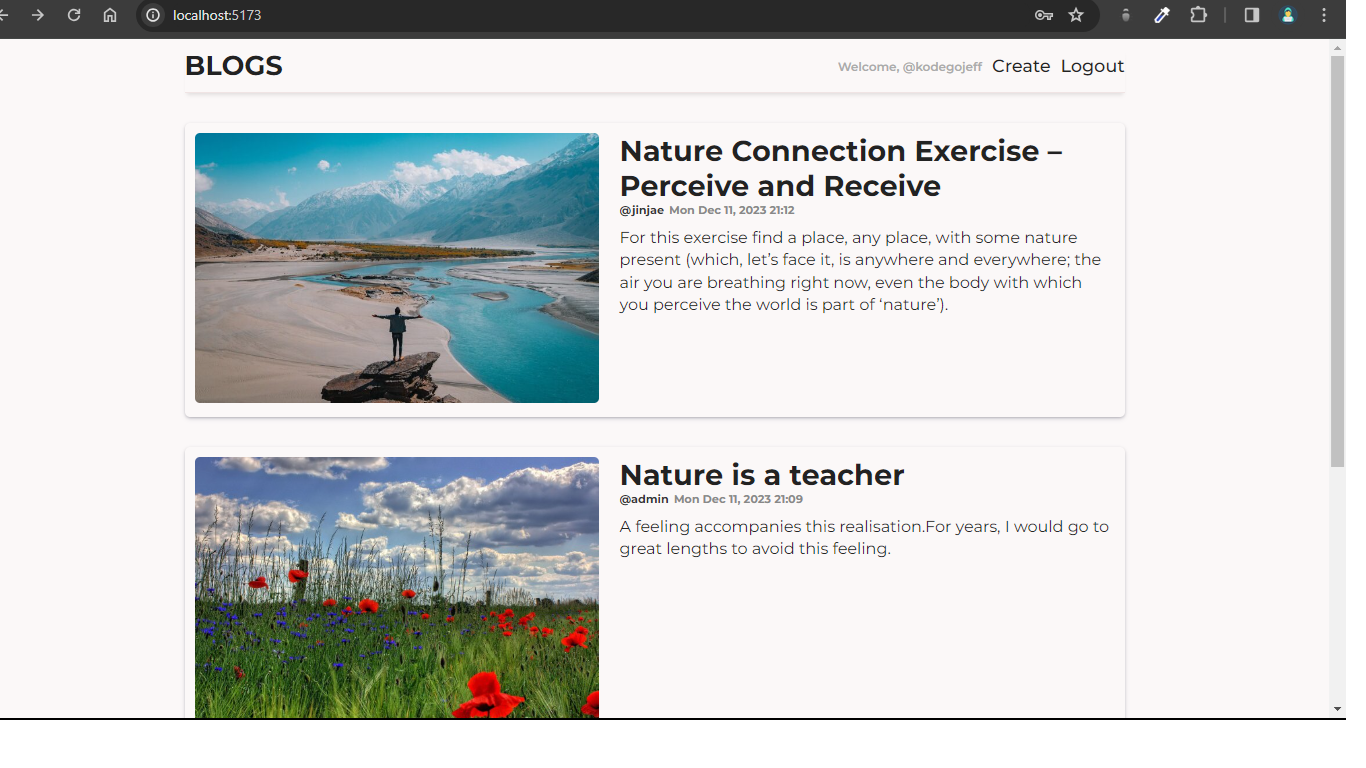 localhost:5173
BLOGS
Welcome, @kodegojeff Create Logout
Nature Connection Exercise –
Perceive and Receive
@jinjae Mon Dec 11, 2023 21:12
For this exercise find a place, any place, with some nature
present (which, let’s face it, is anywhere and everywhere; the
air you are breathing right now, even the body with which
you perceive the world is part of ‘nature’).
Nature is a teacher
@admin Mon Dec 11, 2023 21:09
A feeling accompanies this realisation.For years, I would go to
great lengths to avoid this feeling.